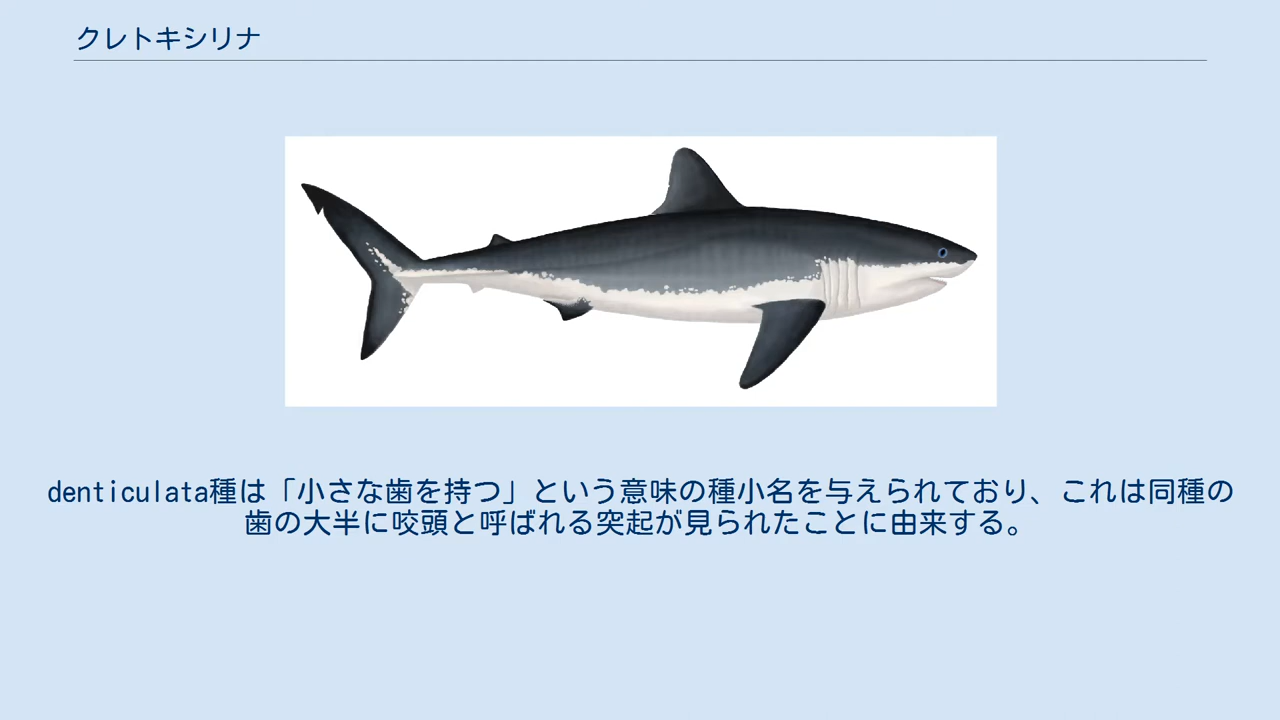 クレトキシリナ
denticulata種は「小さな歯を持つ」という意味の種小名を与えられており、これは同種の
歯の大半に咬頭と呼ばれる突起が見られたことに由来する。